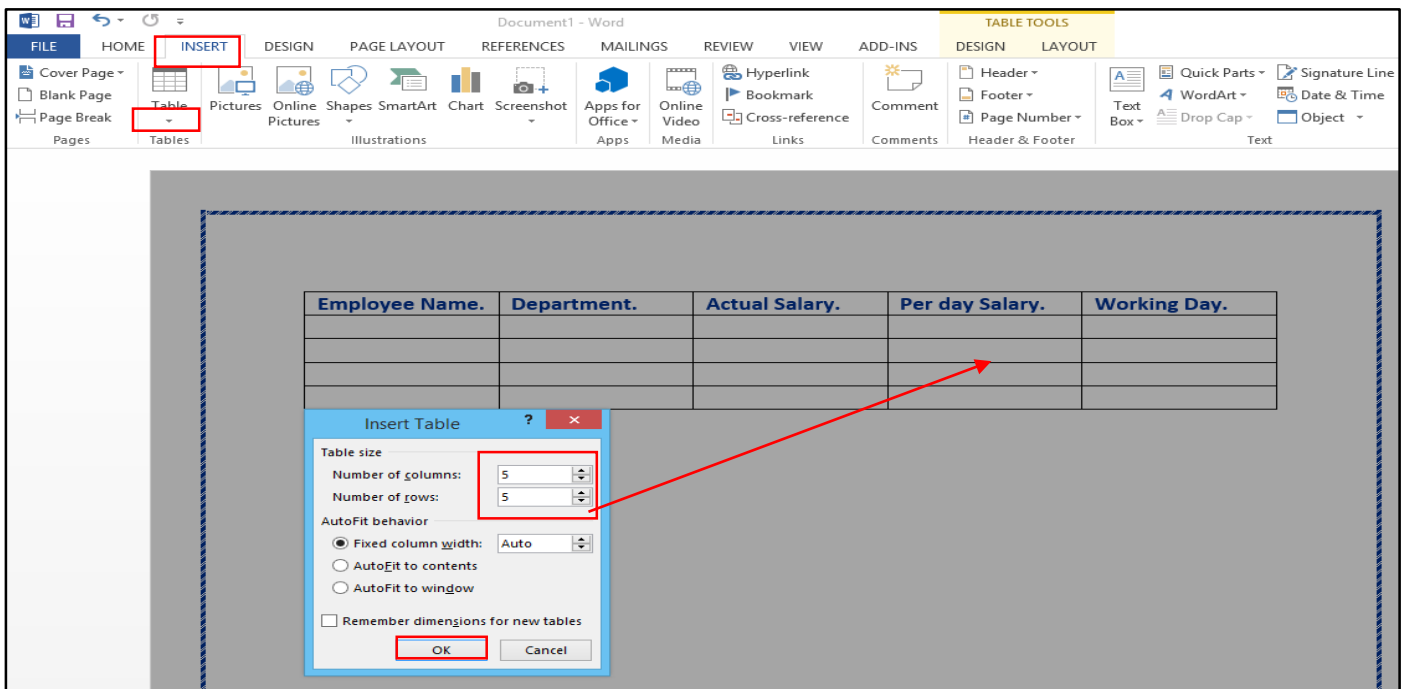 Document1 - Word
TABLE TOOLS
FILE HOME INSERT DESIGN PAGE LAYOUT REFERENCES MAILINGS REVIEW VIEW ADD-INS DESIGN LAYOUT
Cover Page
Blank Page
Page Break
Pages
Table
Tables
Pictures
Online Pictures
Shapes
SmartArt
Chart
Screenshot
Illustrations
Apps for Office
Apps
Online Video
Media
Hyperlink
Bookmark
Cross-reference
Links
Comment
Comments
Header
Footer
Page Number
Header & Footer
Text Box
Quick Parts
WordArt
Drop Cap
Signature Line
Date & Time
Object
Text
Employee Name. Department. Actual Salary. Per day Salary. Working Day.
Insert Table ? ×
Table size
Number of columns: 5
Number of rows: 5
AutoFit behavior
Fixed column width: Auto
AutoFit to contents
AutoFit to window
Remember dimensions for new tables
OK Cancel